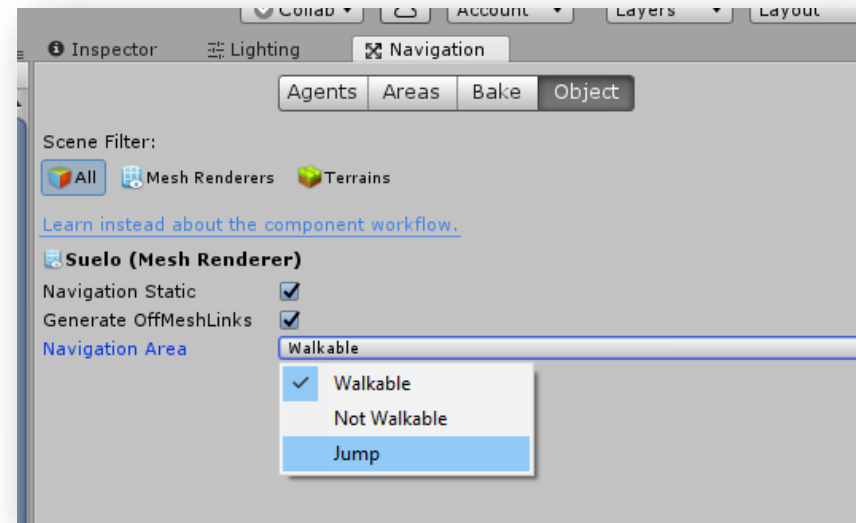 Collab Account Layers Layout
Inspector Lighting Navigation
Agents Areas Bake Object
Scene Filter:
All Mesh Renderers Terrains
Learn instead about the component workflow.
Suelo (Mesh Renderer)
Navigation Static
Generate OffMeshLinks
Navigation Area Walkable
Walkable
Not Walkable
Jump